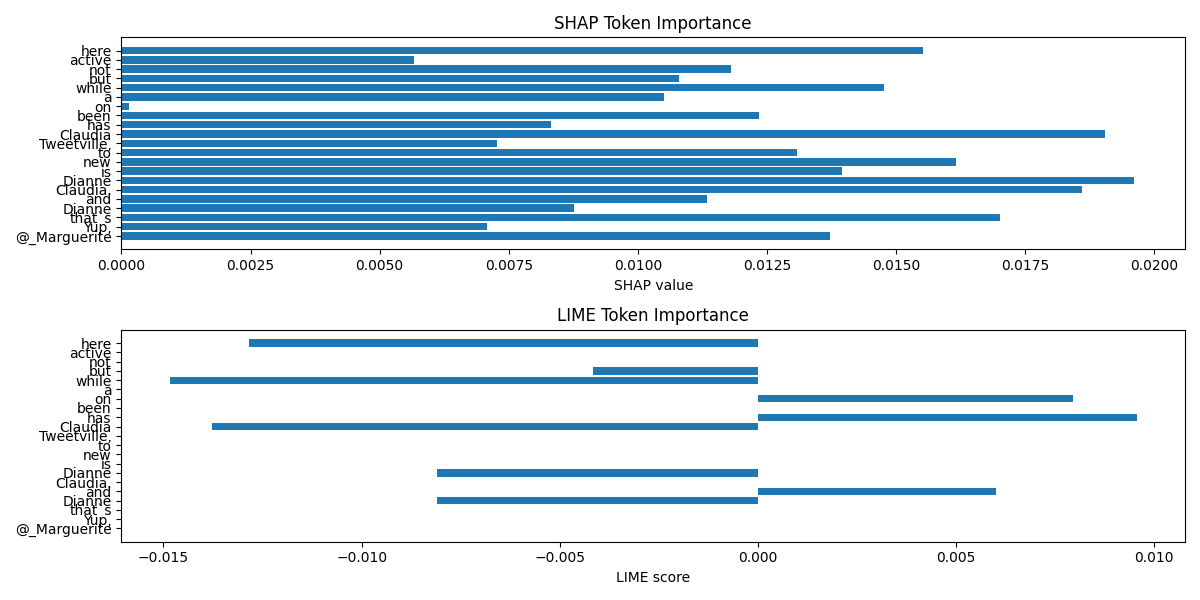 SHAP Token Importance
here
active
not
but
while
a
on
been
has
Claudia
Tweetville,
to
new
is
Dianne
Claudia,
and
Dianne
that`s
Yup,
@_Marguerite
0.0000 0.0025 0.0050 0.0075 0.0100 0.0125 0.0150 0.0175 0.0200
SHAP value
LIME Token Importance
here
active
not
but
while
a
on
been
has
Claudia
Tweetville,
to
new
is
Dianne
Claudia,
and
Dianne
that`s
Yup,
@_Marguerite
−0.015 −0.010 −0.005 0.000 0.005 0.010
LIME score